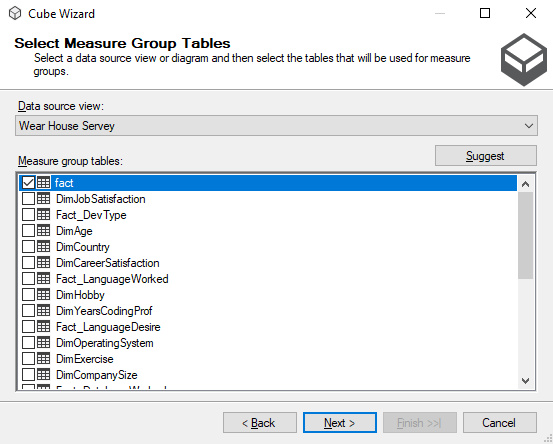 Cube Wizard
Select Measure Group Tables
Select a data source view or diagram and then select the tables that will be used for measure
groups.
Data source view:
Wear House Servey
Measure group tables:
Suggest
fact
DimJobSatisfaction
Fact_DevType
DimAge
DimCountry
DimCareerSatisfaction
Fact_LanguageWorked
DimHobby
DimYearsCodingProf
Fact_LanguageDesire
DimOperatingSystem
DimExercise
DimCompanySize
< Back
Next >
Finish >>|
Cancel